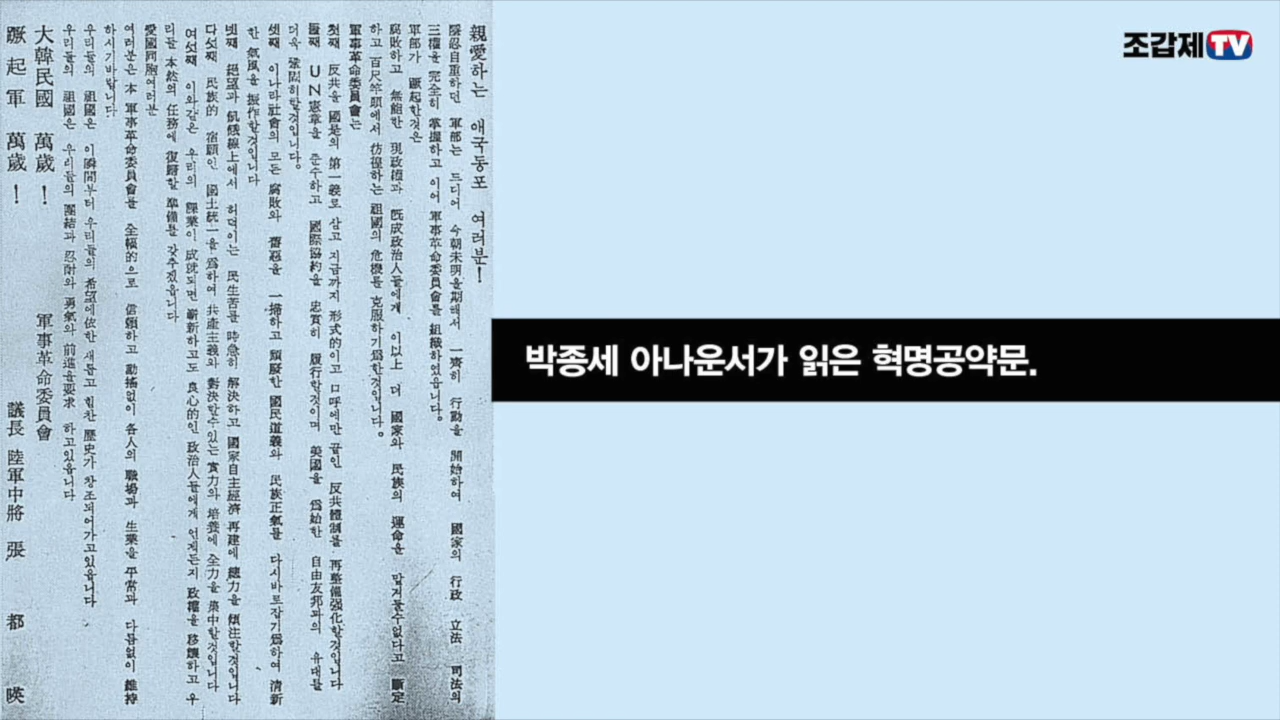 親愛하는 애국동포 여러분!
隱忍自重하던 軍部는 드디어 今朝未明을期해서 一齊히 行動을 開始하여 國家의 行政 立法 司法의
三權을 完全히 掌握하고 이어 軍事革命委員會를 組織하였읍니다。
軍部가 蹶起한것은
腐敗하고 無能한 現政權과 旣成政治人들에게 이以上 더 國家와 民族의 運命을 맡겨둘수없다고 斷定
하고 百尺竿頭에서 彷徨하는 祖國의 危機를 克服하기爲한것입니다。
軍事革命委員會는
첫째 反共을 國是의 第一義로 삼고 지금까지 形式的이고 口呼에만 끝인 反共體制를 再整備强化할것입니다
둘째 UN憲章을 준수하고 國際協約을 忠實히 履行할것이며 美國을 爲始한 自由友邦과의 유대를
더욱 鞏固히할것입니다。
셋째 이나라社會의 모든 腐敗와 舊惡을 一掃하고 頹廢한 國民道義와 民族正氣를 다시바로잡기爲하여 淸新
한 氣風을 振作할것입니다
넷째 絕望과 飢餓線上에서 허덕이는 民生苦를 時急히 解決하고 國家自主經濟 再建에 總力을 傾注할것입니다
다섯째 民族的 宿願인 國土統一을 爲하여 共產主義와 對決할수있는 實力의 培養에 全力을 集中할것입니다
여섯째 이와같은 우리의 課業이 成就되면 嶄新하고도 良心的인 政治人들에게 언제든지 政權을 移讓하고 우
리들 本然의 任務에 復歸할 準備를 갖추겠읍니다
愛國同胞여러분
여러분은 本 軍事革命委員會를 全幅的으로 信賴하고 動搖없이 各人의 職場과 生業을 平常과 다름없이 維持
하시기바랍니다
우리들의 祖國은 이瞬間부터 우리들의 希望에依한 새롭고 힘찬 歷史가 창조되어가고있읍니다
우리들의 祖國은 우리들의 團結과 忍耐와 勇氣와 前進을要求 하고있읍니다
大韓民國 萬歲! 軍事革命委員會
蹶起軍 萬歲! 議長 陸軍中將 張 都 暎
조갑제TV
박종세 아나운서가 읽은 혁명공약문.